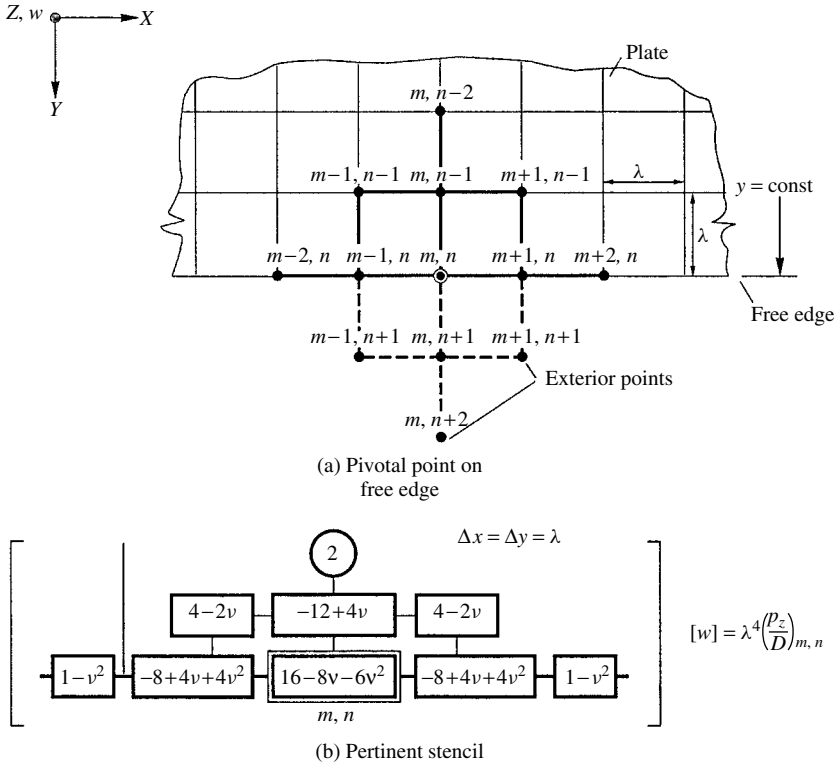 Z, w
X
Y
Plate
m, n−2
m−1, n−1 m, n−1 m+1, n−1
λ
y = const
λ
m−2, n m−1, n m, n m+1, n m+2, n
Free edge
m−1, n+1 m, n+1 m+1, n+1
Exterior points
m, n+2
(a) Pivotal point on
free edge
Δx = Δy = λ
2
4−2ν −12+4ν 4−2ν
[w] = λ⁴(p_z/D)_{m, n}
1−ν² −8+4ν+4ν² 16−8ν−6ν² −8+4ν+4ν² 1−ν²
m, n
(b) Pertinent stencil